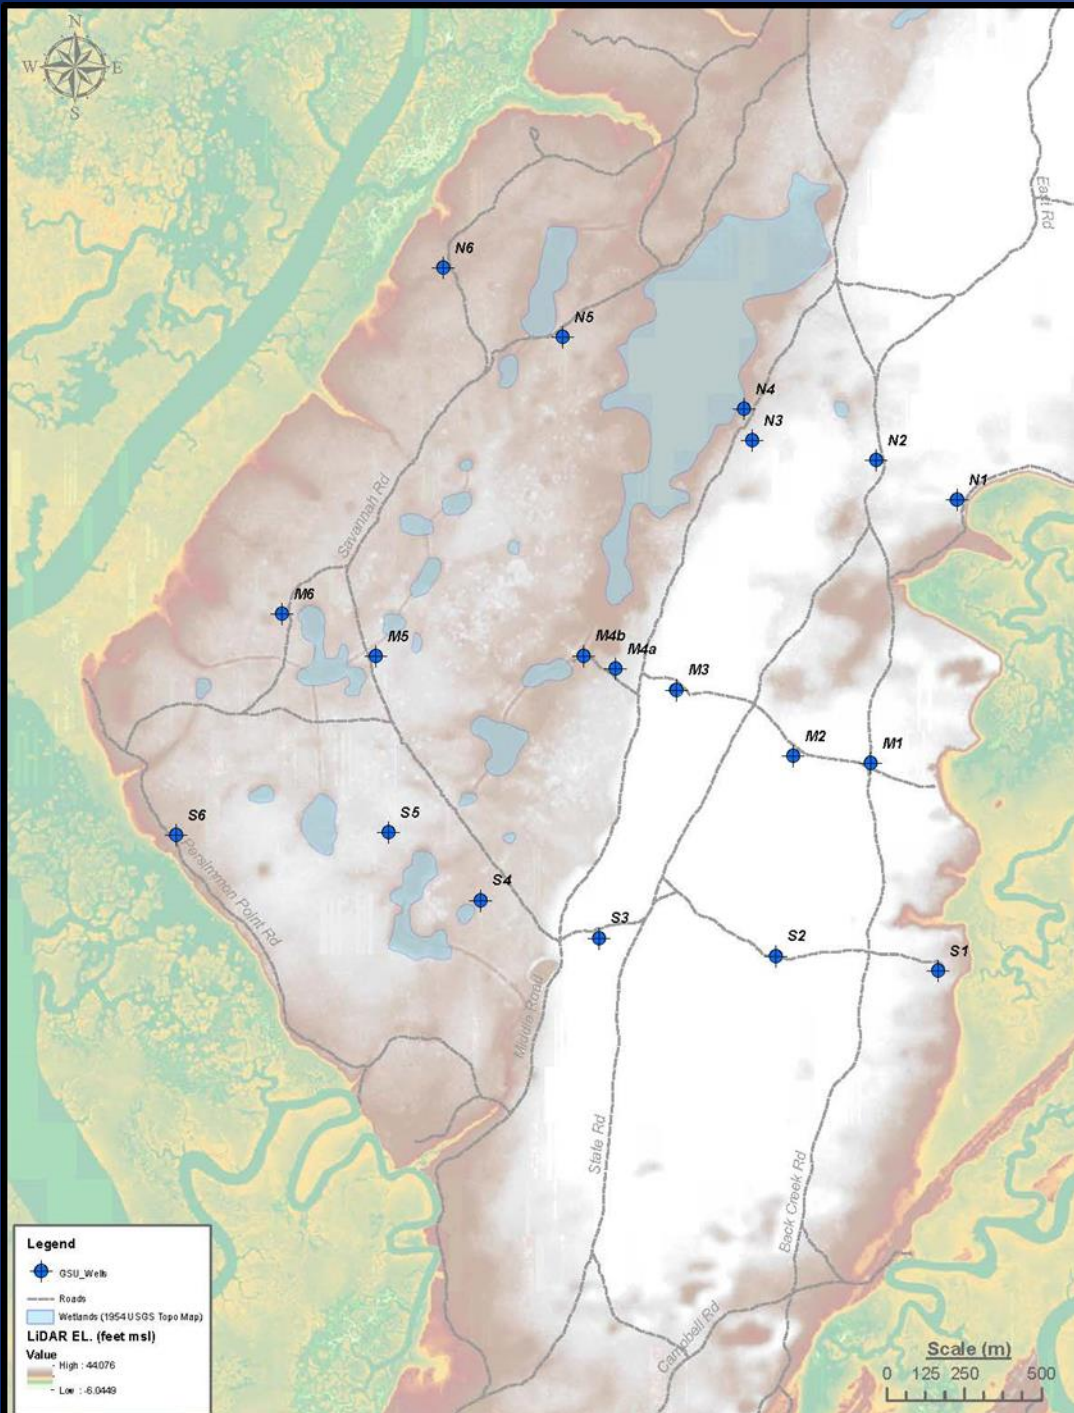 N
W E
S
East Rd
N6
N5
N4
N3
N2
N1
Savannah Rd
M6
M5
M4b
M4a
M3
M2
M1
S6
S5
S4
S3
S2
S1
Persimmon Point Rd
Middle Road
State Rd
Back Creek Rd
Campbell Rd
Legend
GSU_Wells
Roads
Wetlands (1954 USGS Topo Map)
LiDAR EL. (feet msl)
Value
High : 44.076
Low : -6.0449
Scale (m)
0 125 250 500